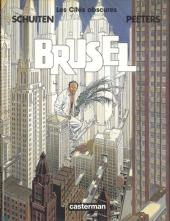 Les Cités obscures
SCHUITEN
PEETERS
BRUSEL
casterman